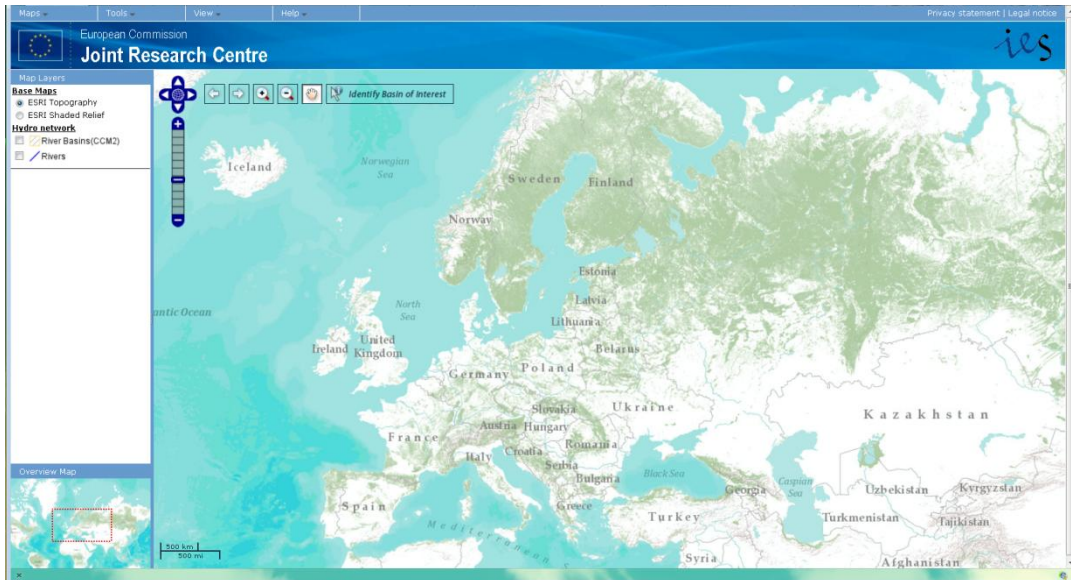 Maps
Tools
View
Help
Privacy statement | Legal notice
European Commission
Joint Research Centre
ies
Map Layers
Base Maps
ESRI Topography
ESRI Shaded Relief
Hydro network
River Basins(CCM2)
Rivers
Identify Basin of interest
Iceland
Norwegian
Sea
Sweden
Finland
Norway
Estonia
antic Ocean
North
Sea
Latvia
Lithuania
United
Kingdom
Ireland
Belarus
Germany
Poland
Slovakia
Ukraine
Kazakhstan
Austria
Hungary
France
Romania
Italy
Croatia
Serbia
Bulgaria
Black Sea
Georgia
Caspian
Sea
Uzbekistan
Kyrgyzstan
Spain
Greece
Turkey
Turkmenistan
Tajikistan
Mediterranean
Syria
Afghanistan
Overview Map
500 km
500 mi